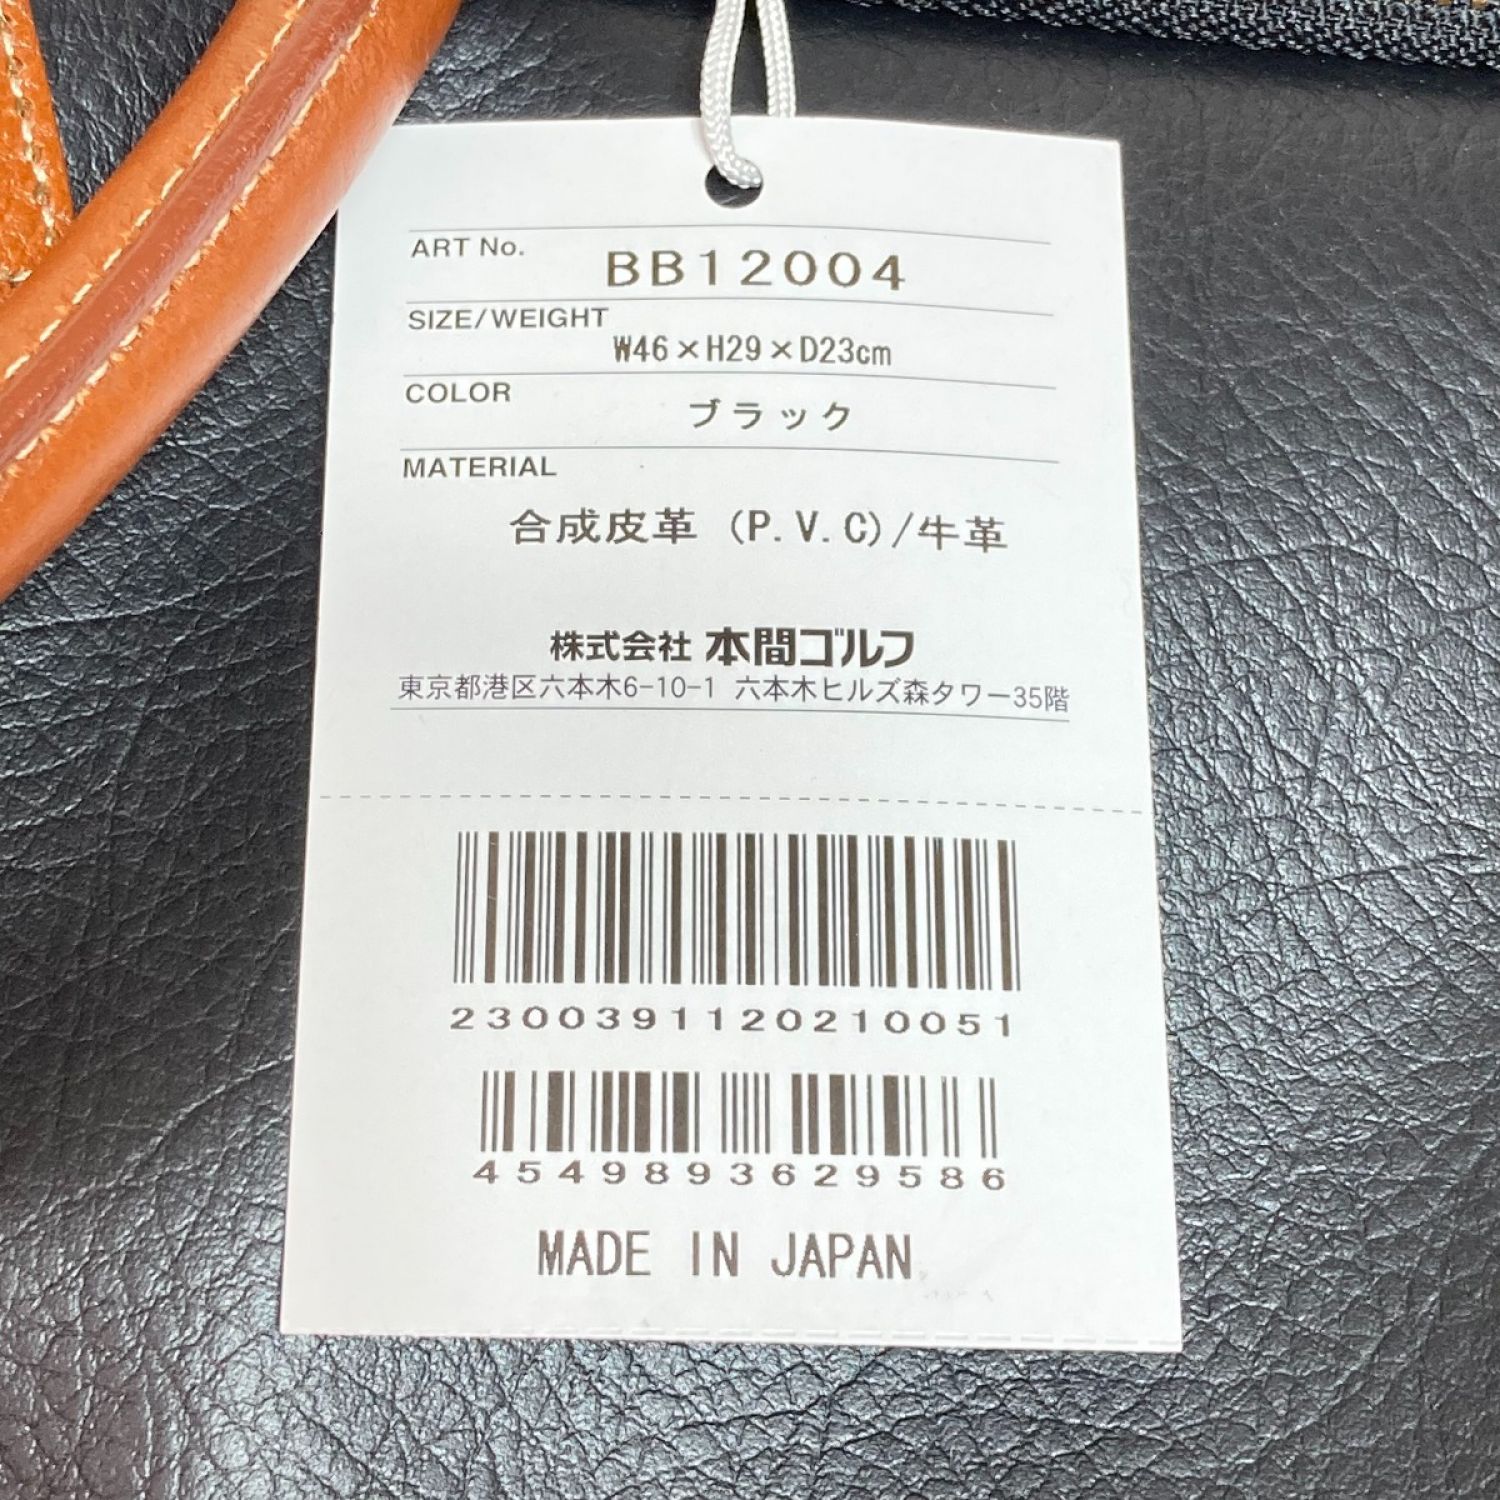 ART No.
BB12004
SIZE/WEIGHT
W46×H29×D23cm
COLOR
ブラック
MATERIAL
合成皮革 (P.V.C)/牛革
株式会社 本間ゴルフ
東京都港区六本木6-10-1 六本木ヒルズ森タワー35階
2300391120210051
4549893629586
MADE IN JAPAN